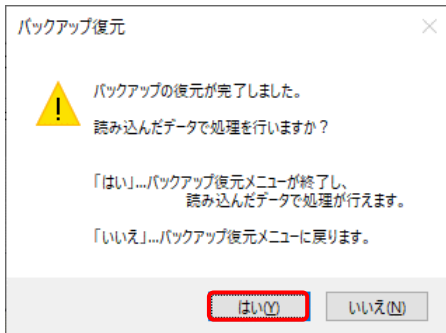 バックアップ復元
バックアップの復元が完了しました。
読み込んだデータで処理を行いますか？
「はい」...バックアップ復元メニューが終了し、
読み込んだデータで処理が行えます。
「いいえ」...バックアップ復元メニューに戻ります。
はい(Y)
いいえ(N)